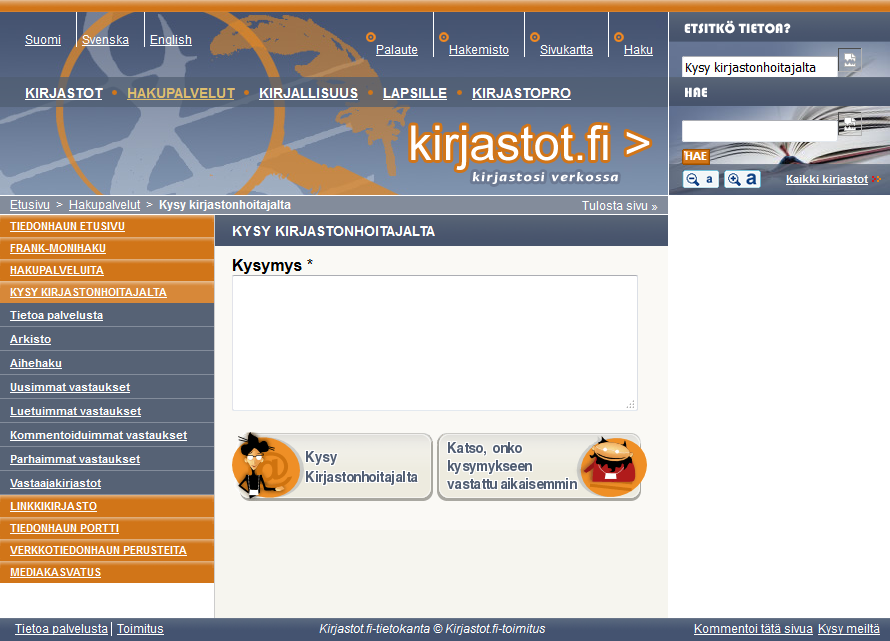 Suomi
Svenska
English
Palaute
Hakemisto
Sivukartta
Haku
KIRJASTOT • HAKUPALVELUT • KIRJALLISUUS • LAPSILLE • KIRJASTOPRO
kirjastot.fi >
kirjastosi verkossa
ETSITKÖ TIETOA?
Kysy kirjastonhoitajalta
HAE
HAE
a
a
Kaikki kirjastot
Etusivu > Hakupalvelut > Kysy kirjastonhoitajalta
Tulosta sivu »
TIEDONHAUN ETUSIVU
FRANK-MONIHAKU
HAKUPALVELUITA
KYSY KIRJASTONHOITAJALTA
Tietoa palvelusta
Arkisto
Aihehaku
Uusimmat vastaukset
Luetuimmat vastaukset
Kommentoiduimmat vastaukset
Parhaimmat vastaukset
Vastaajakirjastot
LINKKIKIRJASTO
TIEDONHAUN PORTTI
VERKKOTIEDONHAUN PERUSTEITA
MEDIAKASVATUS
KYSY KIRJASTONHOITAJALTA
Kysymys *
@
Kysy
Kirjastonhoitajalta
Katso, onko
kysymykseen
vastattu aikaisemmin
Tietoa palvelusta | Toimitus
Kirjastot.fi-tietokanta © Kirjastot.fi-toimitus
Kommentoi tätä sivua Kysy meiltä